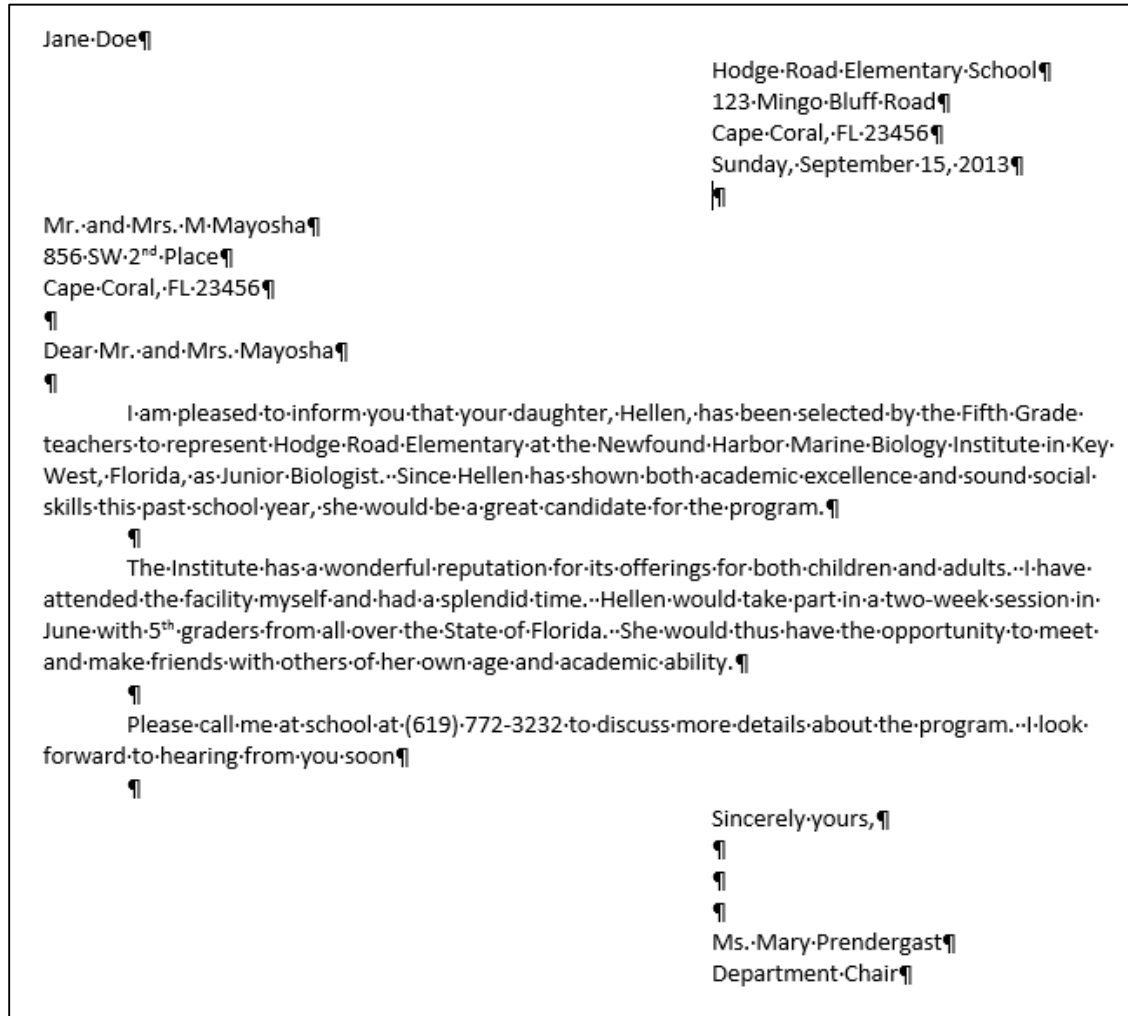 Jane·Doe¶
Hodge·Road·Elementary·School¶
123·Mingo·Bluff·Road¶
Cape·Coral,·FL·23456¶
Sunday,·September·15,·2013¶
¶
Mr.·and·Mrs.·M·Mayosha¶
856·SW·2ⁿᵈ·Place¶
Cape·Coral,·FL·23456¶
¶
Dear·Mr.·and·Mrs.·Mayosha¶
¶
I·am·pleased·to·inform·you·that·your·daughter,·Hellen,·has·been·selected·by·the·Fifth·Grade·
teachers·to·represent·Hodge·Road·Elementary·at·the·Newfound·Harbor·Marine·Biology·Institute·in·Key·
West,·Florida,·as·Junior·Biologist.··Since·Hellen·has·shown·both·academic·excellence·and·sound·social·
skills·this·past·school·year,·she·would·be·a·great·candidate·for·the·program.¶
¶
The·Institute·has·a·wonderful·reputation·for·its·offerings·for·both·children·and·adults.··I·have·
attended·the·facility·myself·and·had·a·splendid·time.··Hellen·would·take·part·in·a·two-week·session·in·
June·with·5ᵗʰ·graders·from·all·over·the·State·of·Florida.··She·would·thus·have·the·opportunity·to·meet·
and·make·friends·with·others·of·her·own·age·and·academic·ability.¶
¶
Please·call·me·at·school·at·(619)·772-3232·to·discuss·more·details·about·the·program.··I·look·
forward·to·hearing·from·you·soon¶
¶
Sincerely·yours,¶
¶
¶
¶
Ms.·Mary·Prendergast¶
Department·Chair¶